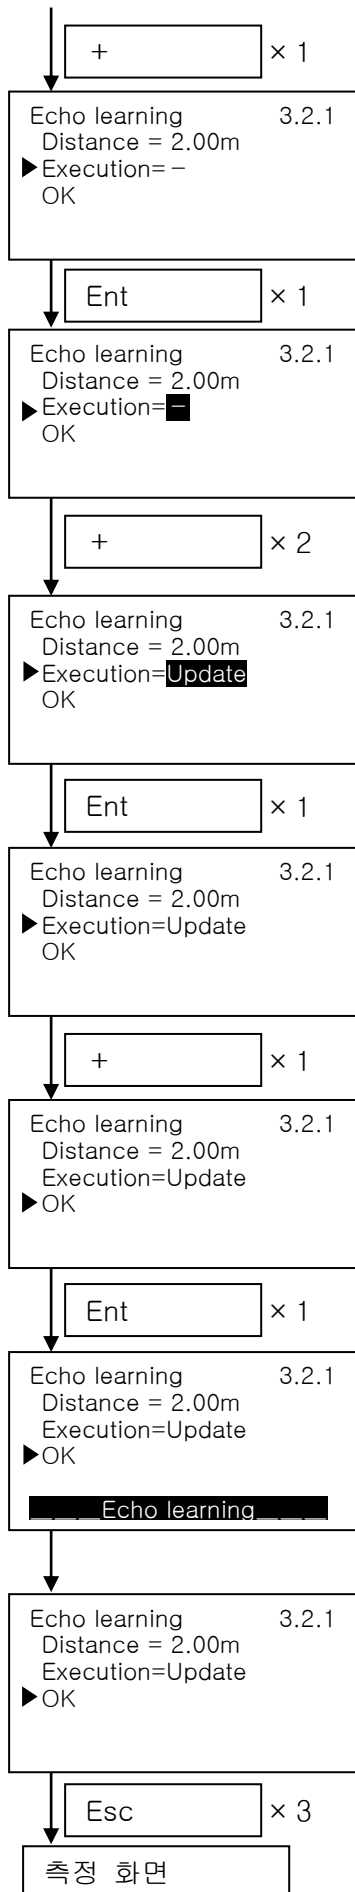 + × 1
Echo learning 3.2.1
Distance = 2.00m
▶Execution= −
OK
Ent × 1
Echo learning 3.2.1
Distance = 2.00m
▶Execution= −
OK
+ × 2
Echo learning 3.2.1
Distance = 2.00m
▶Execution=Update
OK
Ent × 1
Echo learning 3.2.1
Distance = 2.00m
▶Execution=Update
OK
+ × 1
Echo learning 3.2.1
Distance = 2.00m
Execution=Update
▶OK
Ent × 1
Echo learning 3.2.1
Distance = 2.00m
Execution=Update
▶OK
___Echo learning___
Echo learning 3.2.1
Distance = 2.00m
Execution=Update
▶OK
Esc × 3
측정 화면